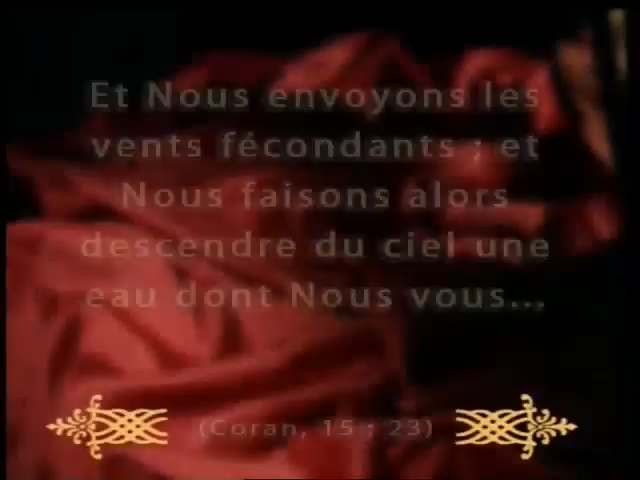 Et Nous envoyons les
vents fécondants ; et
Nous faisons alors
descendre du ciel une
eau dont Nous vous...
(Coran, 15 : 23)